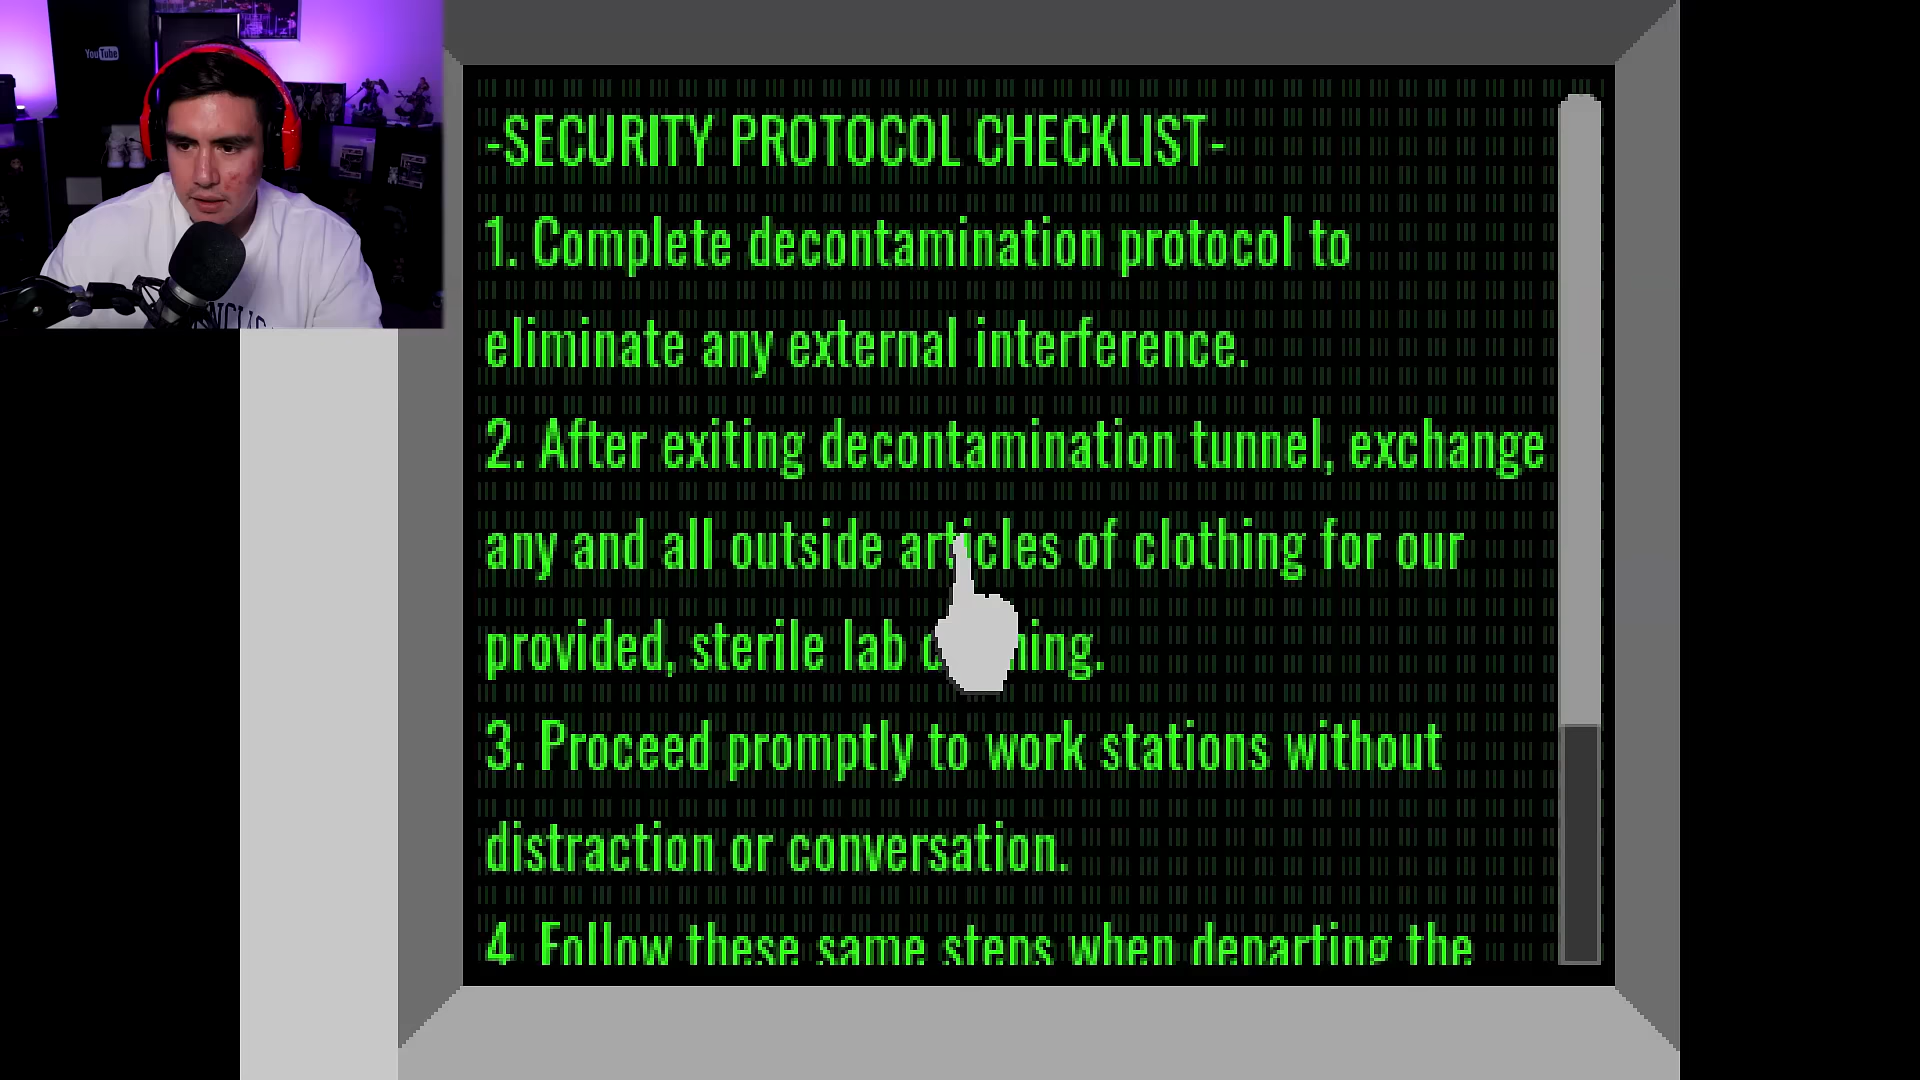 YouTube
-SECURITY PROTOCOL CHECKLIST-
1. Complete decontamination protocol to
eliminate any external interference.
2. After exiting decontamination tunnel, exchange
any and all outside articles of clothing for our
provided, sterile lab
3. Proceed promptly to work stations without
distraction or conversation.
4. Follow these same steps when departing the